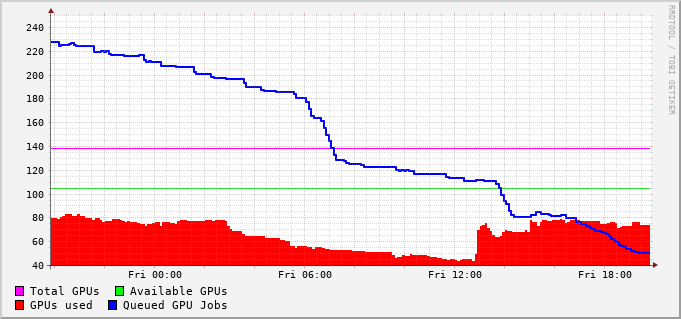 RRDTOOL / TOBI OETIKER
240
220
200
180
160
140
120
100
80
60
40
Fri 00:00 Fri 06:00 Fri 12:00 Fri 18:00
Total GPUs Available GPUs
GPUs used Queued GPU Jobs